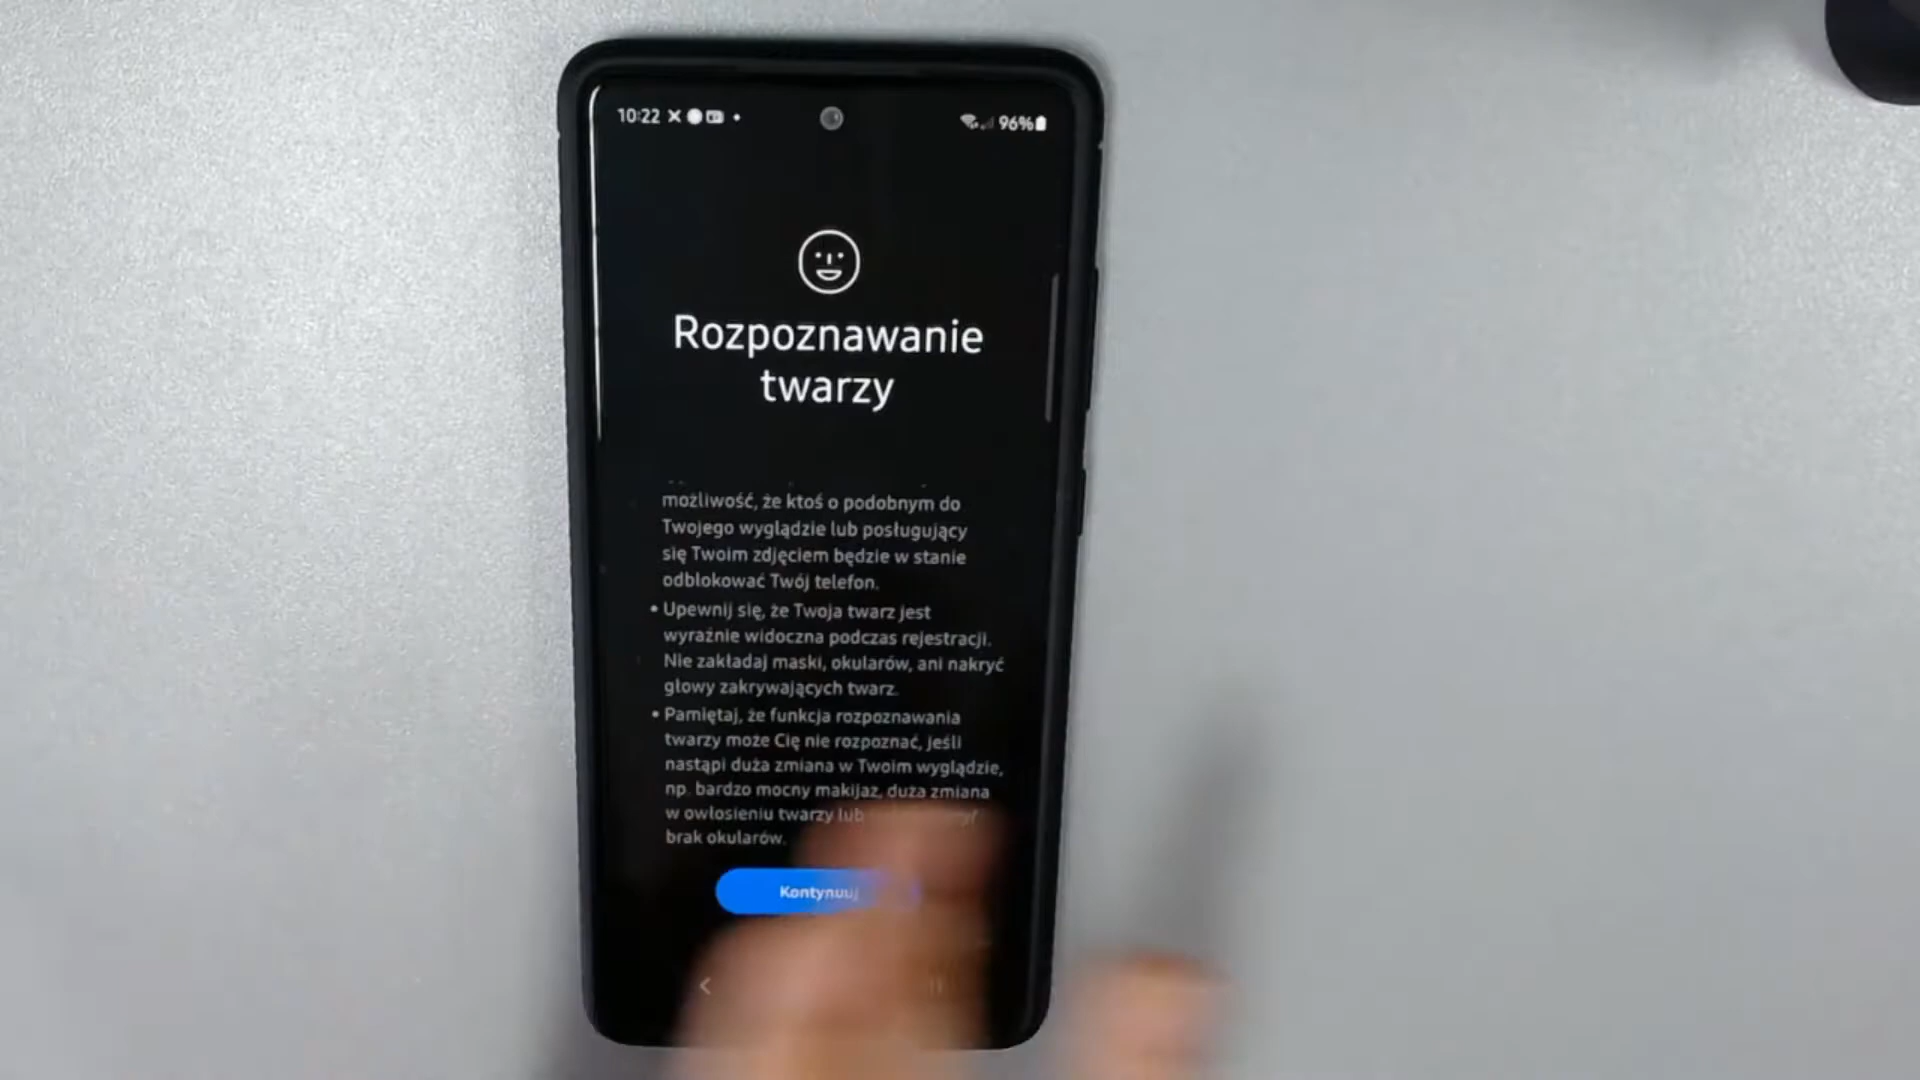 10:22
96%
Rozpoznawanie
twarzy
możliwość, że ktoś o podobnym do
Twojego wyglądzie lub posługujący
się Twoim zdjęciem będzie w stanie
odblokować Twój telefon.
• Upewnij się, że Twoja twarz jest
wyraźnie widoczna podczas rejestracji.
Nie zakładaj maski, okularów, ani nakryć
głowy zakrywających twarz.
• Pamiętaj, że funkcja rozpoznawania
twarzy może Cię nie rozpoznać, jeśli
nastąpi duża zmiana w Twoim wyglądzie,
np. bardzo mocny makijaż, duża zmiana
w owłosieniu twarzy lub
brak okularów.
Kontynuuj